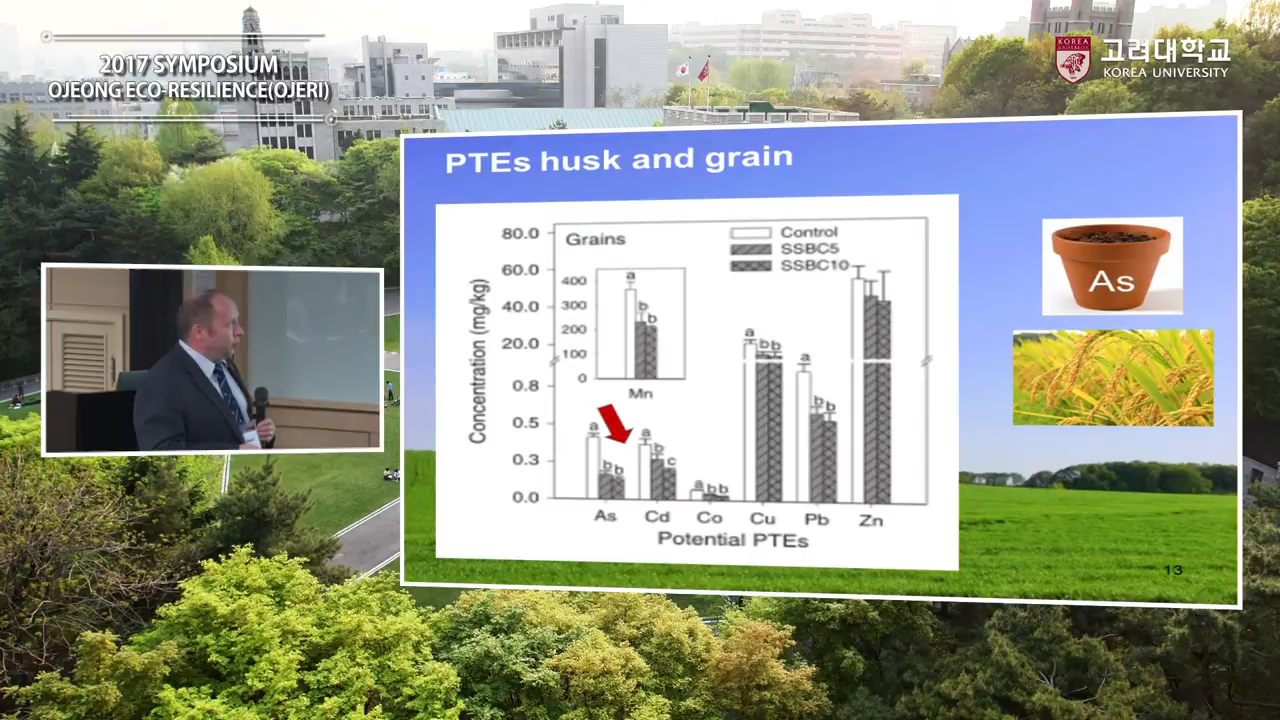 2017 SYMPOSIUM
OJEONG ECO-RESILIENCE(OJERI)
KOREA
고려대학교
KOREA UNIVERSITY
PTEs husk and grain
Grains
Control
SSBC5
SSBC10
Concentration (mg/kg)
80.0
60.0
40.0
20.0
0.8
0.5
0.3
0.0
400
300
200
100
0
a
b
b
Mn
a
b b
a
b
c
a
b b
a
b b
a
b
b
As Cd Co Cu Pb Zn
Potential PTEs
As
13